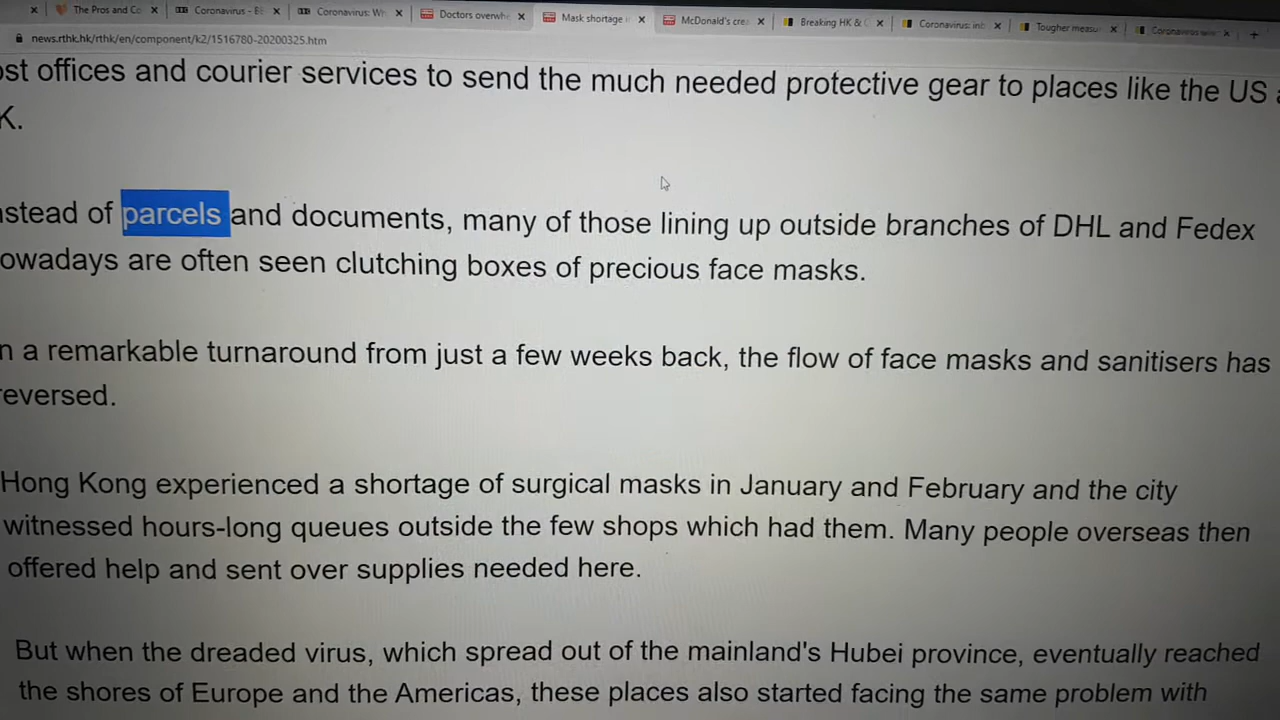 The Pros and Co
Coronavirus - B
Coronavirus: Wh
Doctors overwhe
Mask shortage i
McDonald's crea
Breaking HK & C
Coronavirus: int
Tougher measu
news.rthk.hk/rthk/en/component/k2/1516780-20200325.htm
ost offices and courier services to send the much needed protective gear to places like the US a
K.
nstead of parcels and documents, many of those lining up outside branches of DHL and Fedex
owadays are often seen clutching boxes of precious face masks.
n a remarkable turnaround from just a few weeks back, the flow of face masks and sanitisers has
eversed.
Hong Kong experienced a shortage of surgical masks in January and February and the city
witnessed hours-long queues outside the few shops which had them. Many people overseas then
offered help and sent over supplies needed here.
But when the dreaded virus, which spread out of the mainland's Hubei province, eventually reached
the shores of Europe and the Americas, these places also started facing the same problem with